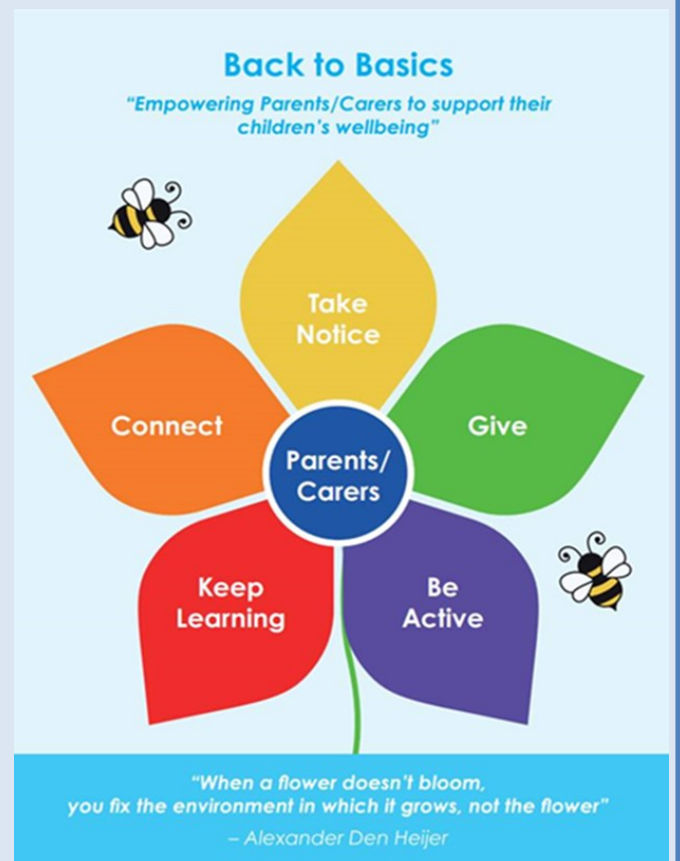 Back to Basics
“Empowering Parents/Carers to support their
children’s wellbeing”
Take
Notice
Connect
Give
Parents/
Carers
Keep
Learning
Be
Active
“When a flower doesn’t bloom,
you fix the environment in which it grows, not the flower”
– Alexander Den Heijer